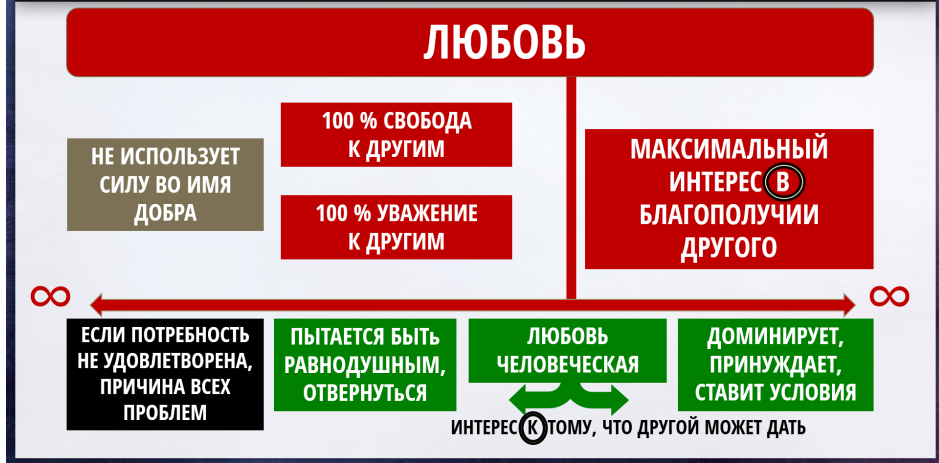 ЛЮБОВЬ
НЕ ИСПОЛЬЗУЕТ
СИЛУ ВО ИМЯ
ДОБРА
100 % СВОБОДА
К ДРУГИМ
100 % УВАЖЕНИЕ
К ДРУГИМ
МАКСИМАЛЬНЫЙ
ИНТЕРЕС В
БЛАГОПОЛУЧИИ
ДРУГОГО
∞
∞
ЕСЛИ ПОТРЕБНОСТЬ
НЕ УДОВЛЕТВОРЕНА,
ПРИЧИНА ВСЕХ
ПРОБЛЕМ
ПЫТАЕТСЯ БЫТь
РАВНОДУШНЫМ,
ОТВЕРНУТьСЯ
ЛЮБОВЬ
ЧЕЛОВЕЧЕСКАЯ
ДОМИНИРУЕТ,
ПРИНУЖДАЕТ,
СТАВИТ УСЛОВИЯ
ИНТЕРЕС К ТОМУ, ЧТО ДРУГОЙ МОЖЕТ ДАТЬ